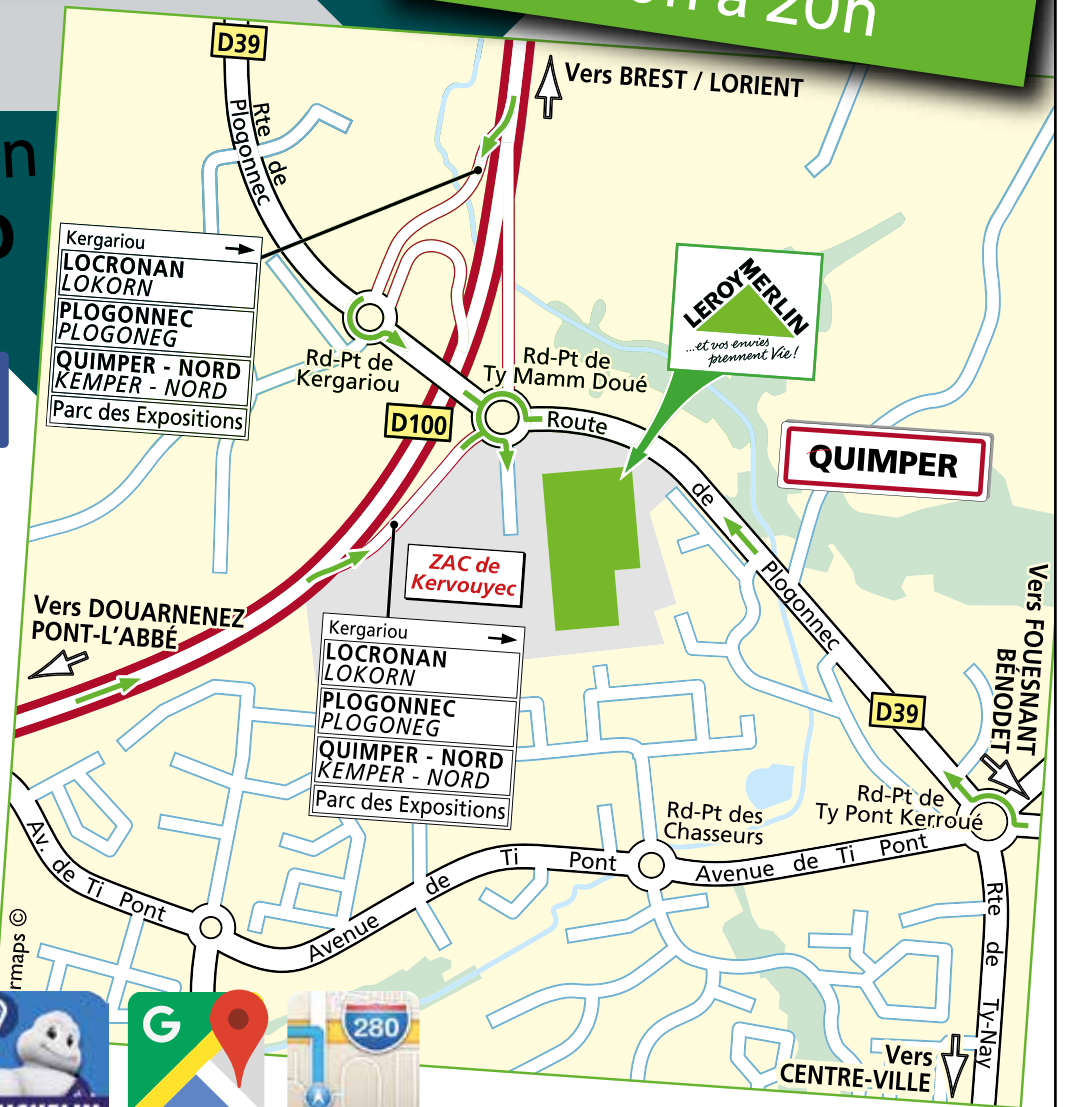 à 20h
D39
Vers BREST / LORIENT
Rte de
Plogonnec
Kergariou
LOCRONAN
LOKORN
PLOGONNEC
PLOGONEG
QUIMPER - NORD
KEMPER - NORD
Parc des Expositions
LEROY MERLIN
...et vos envies
prennent Vie!
Rd-Pt de
Kergariou
Rd-Pt de
Ty Mamm Doué
D100
Route de Plogonnec
QUIMPER
ZAC de
Kervouyec
Vers DOUARNENEZ
PONT-L'ABBÉ
Kergariou
LOCRONAN
LOKORN
PLOGONNEC
PLOGONEG
QUIMPER - NORD
KEMPER - NORD
Parc des Expositions
Vers FOUESNANT
BÉNODET
D39
Rd-Pt de
Ty Pont Kerroué
Rd-Pt des
Chasseurs
Av. de Ti Pont
Avenue de Ti Pont
Avenue de Ti Pont
Rte de Ty-Nay
Vers
CENTRE-VILLE
rmaps ©
G
280